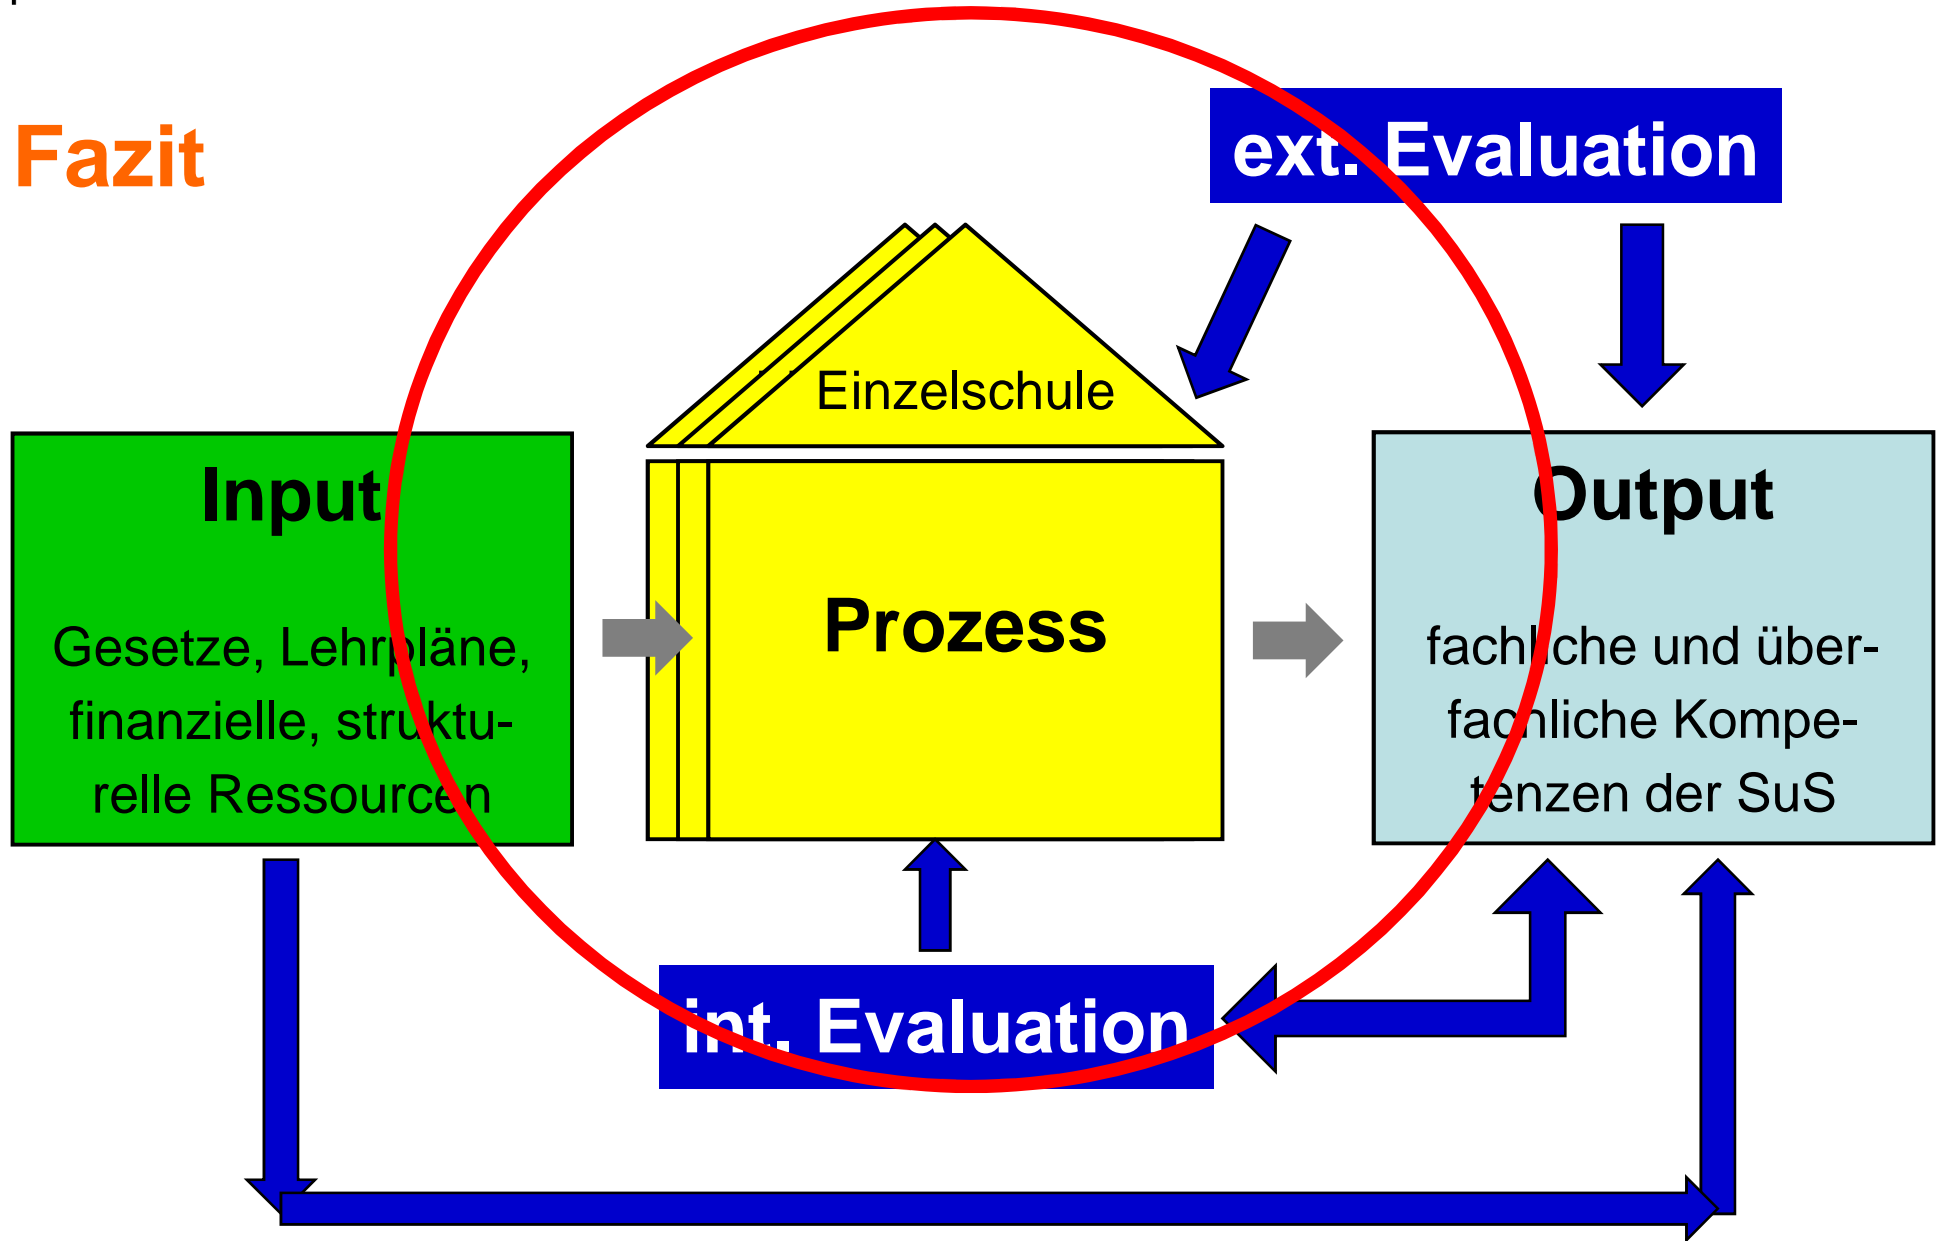 Fazit
ext. Evaluation
Einzelschule
Input
Gesetze, Lehrpläne,
finanzielle, struktu-
relle Ressourcen
Prozess
Output
fachliche und über-
fachliche Kompe-
tenzen der SuS
int. Evaluation